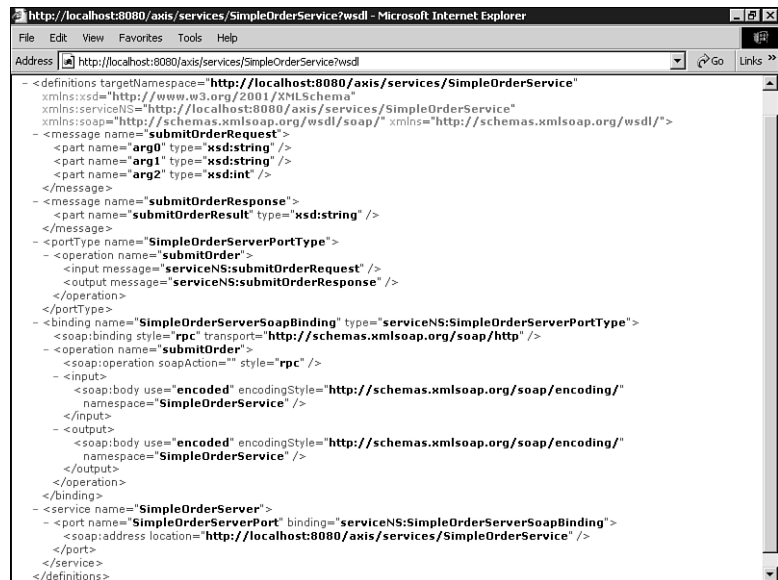 http://localhost:8080/axis/services/SimpleOrderService?wsdl - Microsoft Internet Explorer
File Edit View Favorites Tools Help
Address http://localhost:8080/axis/services/SimpleOrderService?wsdl Go Links »
- <definitions targetNamespace="http://localhost:8080/axis/services/SimpleOrderService"
xmlns:xsd="http://www.w3.org/2001/XMLSchema"
xmlns:serviceNS="http://localhost:8080/axis/services/SimpleOrderService"
xmlns:soap="http://schemas.xmlsoap.org/wsdl/soap/" xmlns="http://schemas.xmlsoap.org/wsdl/">
- <message name="submitOrderRequest">
<part name="arg0" type="xsd:string" />
<part name="arg1" type="xsd:string" />
<part name="arg2" type="xsd:int" />
</message>
- <message name="submitOrderResponse">
<part name="submitOrderResult" type="xsd:string" />
</message>
- <portType name="SimpleOrderServerPortType">
- <operation name="submitOrder">
<input message="serviceNS:submitOrderRequest" />
<output message="serviceNS:submitOrderResponse" />
</operation>
</portType>
- <binding name="SimpleOrderServerSoapBinding" type="serviceNS:SimpleOrderServerPortType">
<soap:binding style="rpc" transport="http://schemas.xmlsoap.org/soap/http" />
- <operation name="submitOrder">
<soap:operation soapAction="" style="rpc" />
- <input>
<soap:body use="encoded" encodingStyle="http://schemas.xmlsoap.org/soap/encoding/"
namespace="SimpleOrderService" />
</input>
- <output>
<soap:body use="encoded" encodingStyle="http://schemas.xmlsoap.org/soap/encoding/"
namespace="SimpleOrderService" />
</output>
</operation>
</binding>
- <service name="SimpleOrderServer">
- <port name="SimpleOrderServerPort" binding="serviceNS:SimpleOrderServerSoapBinding">
<soap:address location="http://localhost:8080/axis/services/SimpleOrderService" />
</port>
</service>
</definitions>